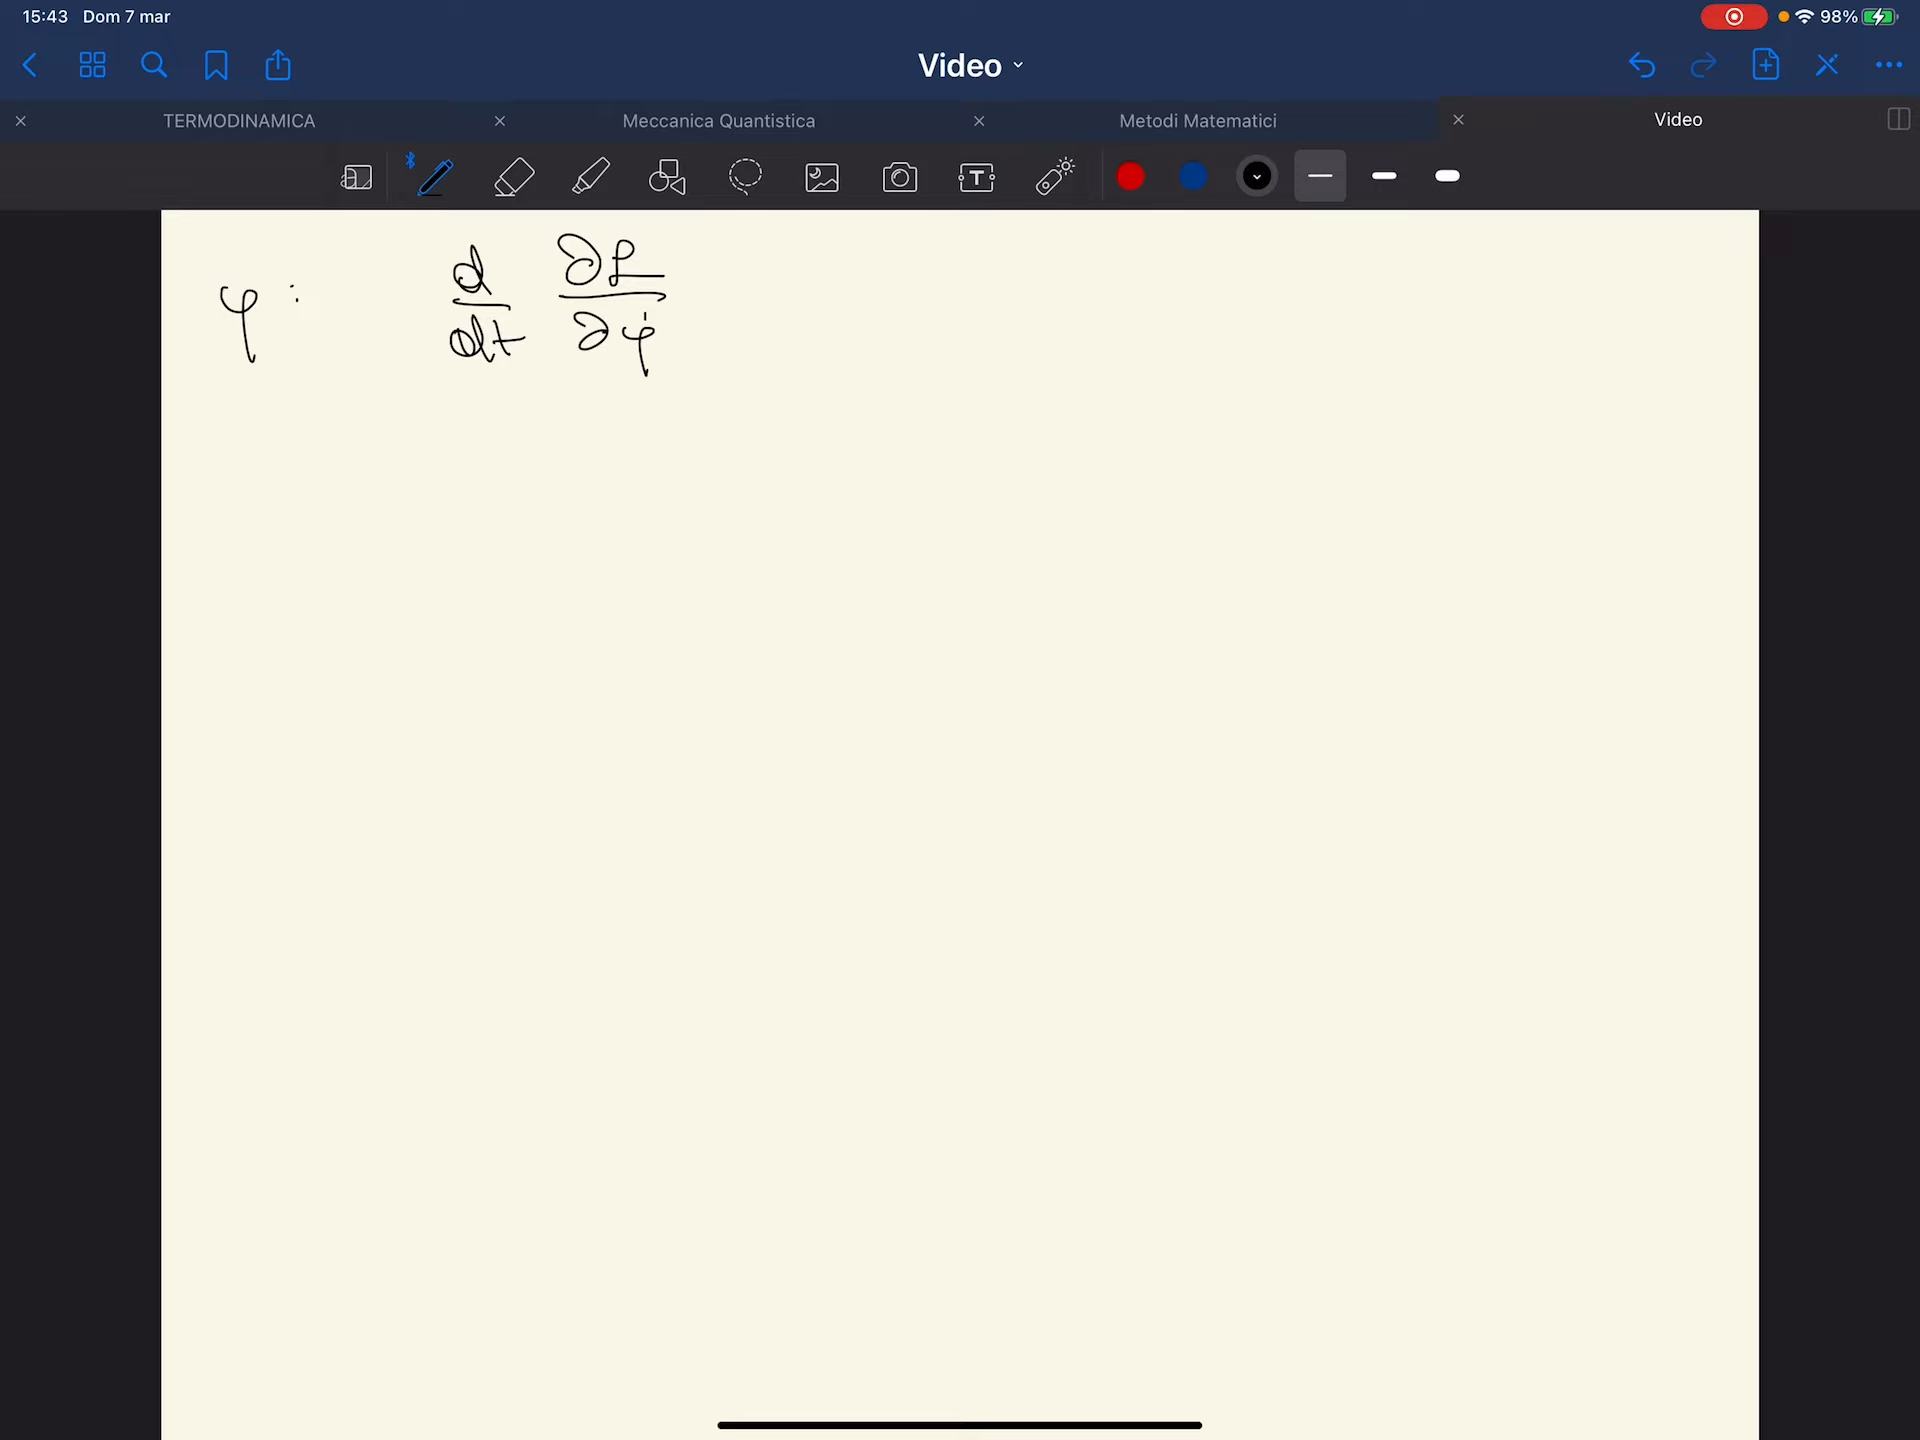 15:43 Dom 7 mar 98%
Video
TERMODINAMICA Meccanica Quantistica Metodi Matematici Video
T
φ : d/dt ∂L/∂φ̇